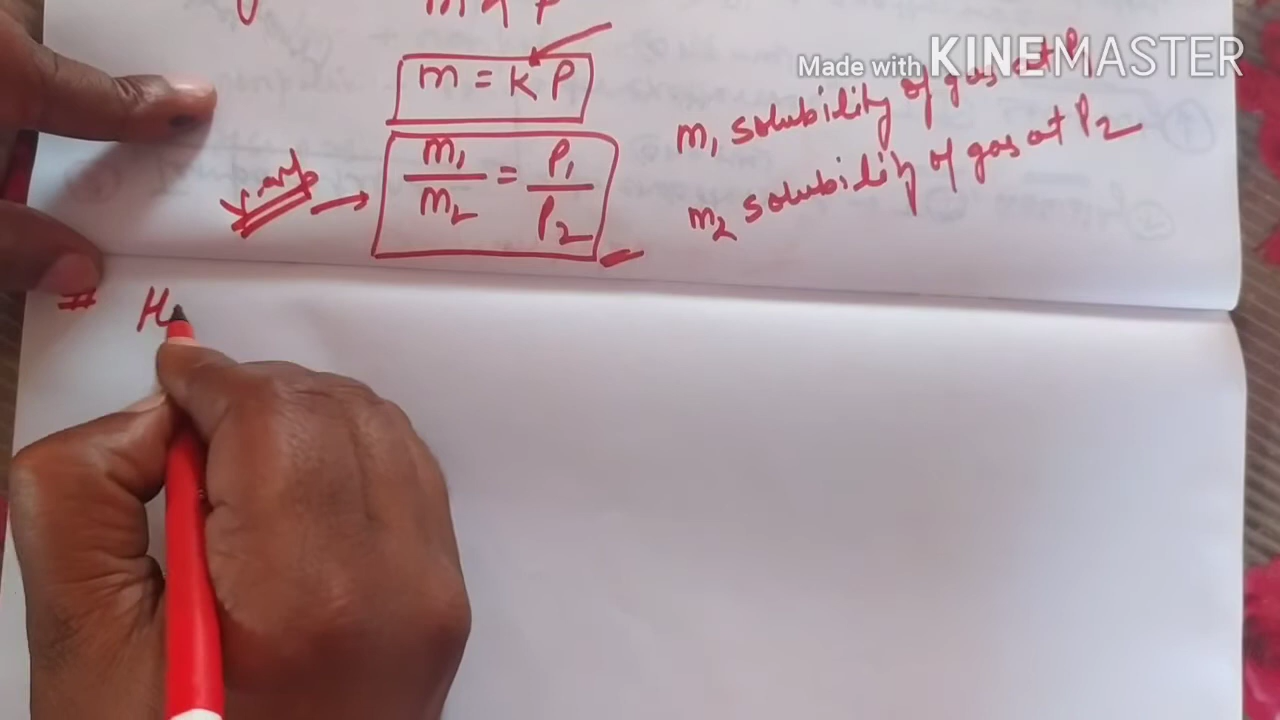 Made with KINEMASTER
m = K P
m1/m2 = P1/P2
m1 solubility of gas at P1
m2 solubility of gas at P2
# H